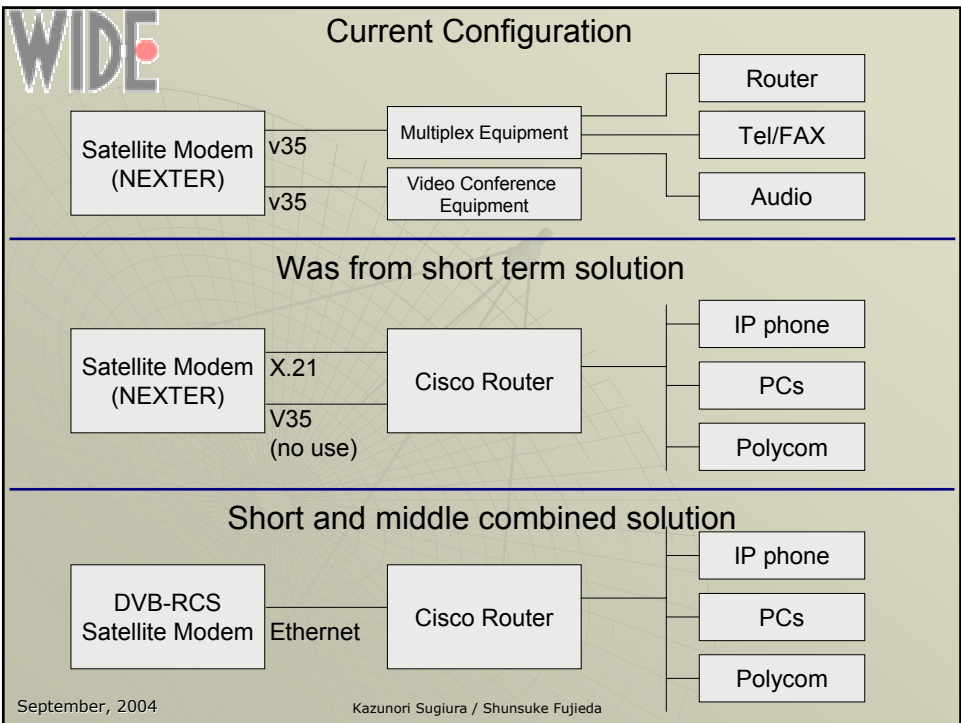 WIDE
Current Configuration
Satellite Modem
(NEXTER)
v35
v35
Multiplex Equipment
Video Conference
Equipment
Router
Tel/FAX
Audio
Was from short term solution
Satellite Modem
(NEXTER)
X.21
V35
(no use)
Cisco Router
IP phone
PCs
Polycom
Short and middle combined solution
DVB-RCS
Satellite Modem
Ethernet
Cisco Router
IP phone
PCs
Polycom
September, 2004
Kazunori Sugiura / Shunsuke Fujieda